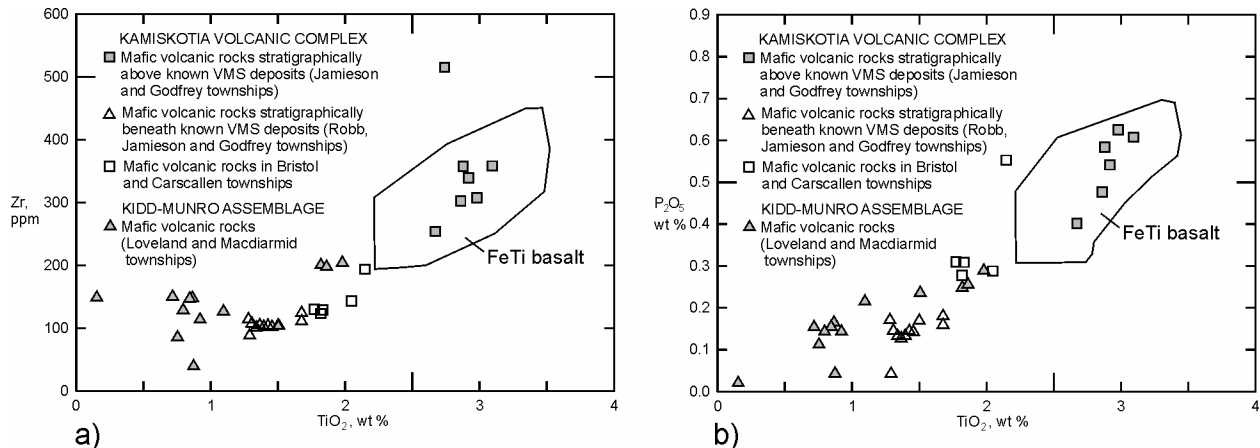 600
500
400
300
200
100
0
Zr,
ppm
KAMISKOTIA VOLCANIC COMPLEX
Mafic volcanic rocks stratigraphically
above known VMS deposits (Jamieson
and Godfrey townships)
Mafic volcanic rocks stratigraphically
beneath known VMS deposits (Robb,
Jamieson and Godfrey townships)
Mafic volcanic rocks in Bristol
and Carscallen townships
KIDD-MUNRO ASSEMBLAGE
Mafic volcanic rocks
(Loveland and Macdiarmid
townships)
FeTi basalt
0 1 2 3 4
TiO₂, wt %
a)
0.9
0.8
0.7
0.6
0.5
0.4
0.3
0.2
0.1
0.0
P₂O₅
wt %
KAMISKOTIA VOLCANIC COMPLEX
Mafic volcanic rocks stratigraphically
above known VMS deposits (Jamieson
and Godfrey townships)
Mafic volcanic rocks stratigraphically
beneath known VMS deposits (Robb,
Jamieson and Godfrey townships)
Mafic volcanic rocks in Bristol
and Carscallen townships
KIDD-MUNRO ASSEMBLAGE
Mafic volcanic rocks
(Loveland and Macdiarmid
townships)
FeTi basalt
0 1 2 3 4
TiO₂, wt %
b)